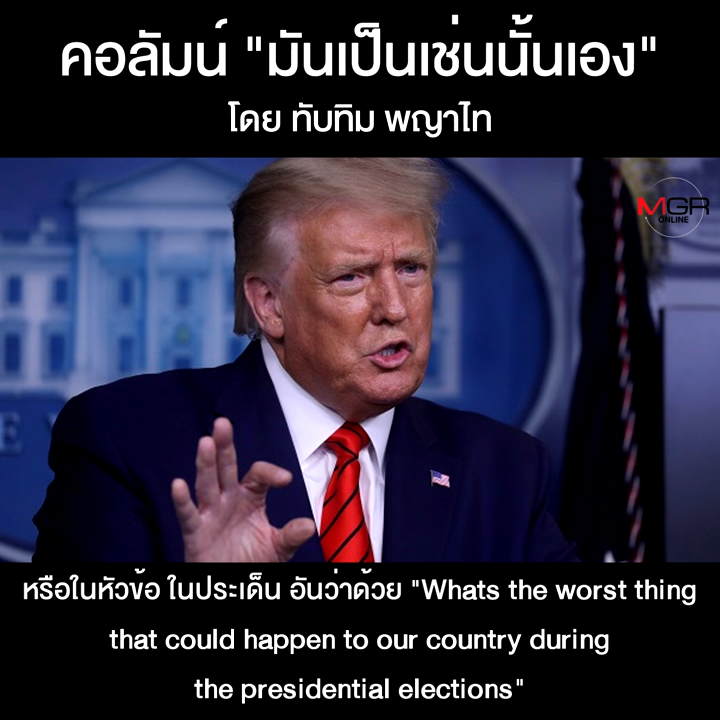 คอลัมน์ "มันเป็นเช่นนั้นเอง"
โดย ทับทิม พญาไท
MGR
ONLINE
E
หรือในหัวข้อ ในประเด็น อันว่าด้วย "Whats the worst thing
that could happen to our country during
the presidential elections"